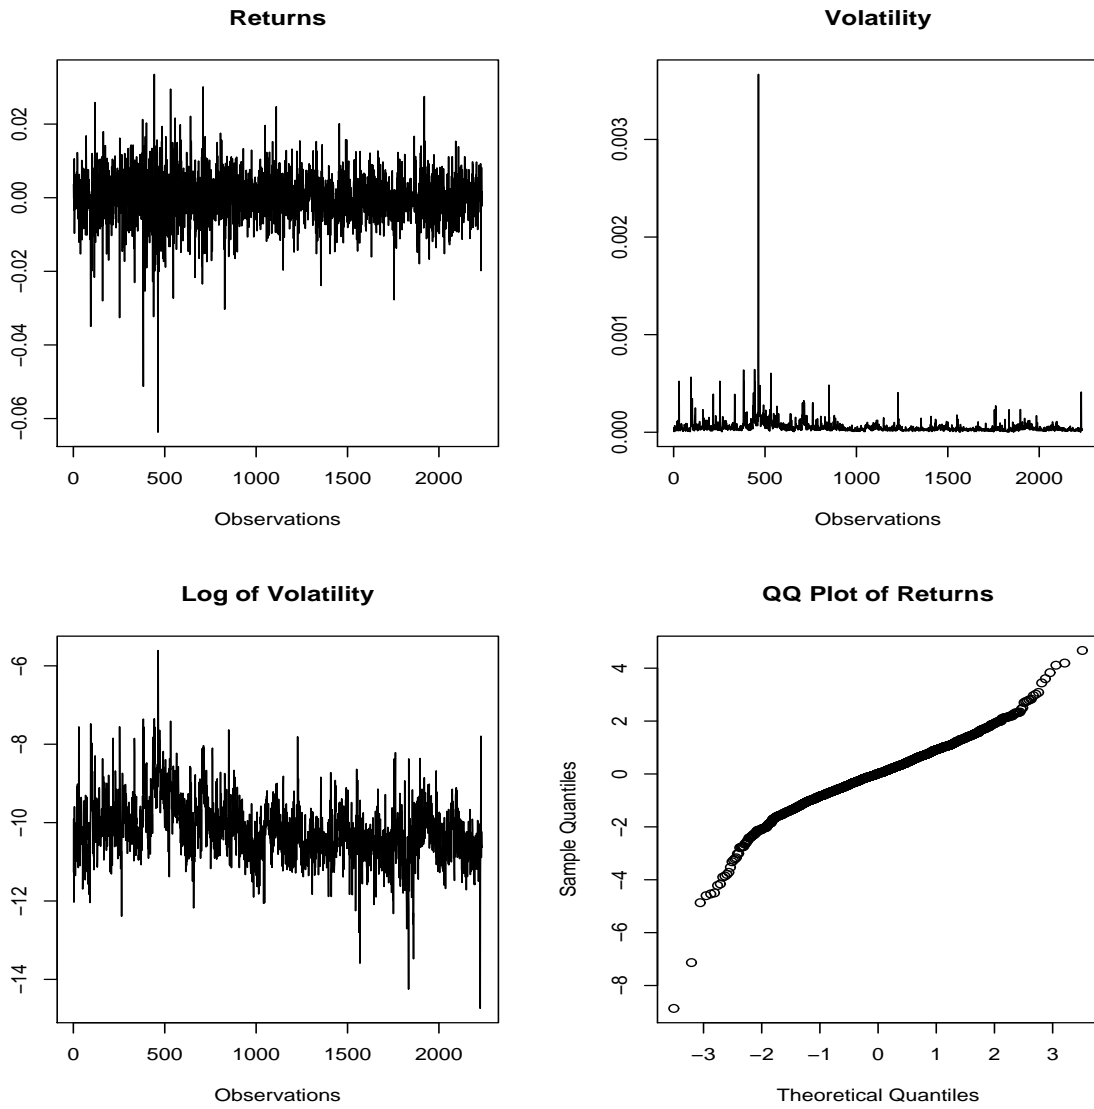 Returns
0.02
0.00
−0.02
−0.04
−0.06
0 500 1000 1500 2000
Observations
Volatility
0.003
0.002
0.001
0.000
0 500 1000 1500 2000
Observations
Log of Volatility
−6
−8
−10
−12
−14
0 500 1000 1500 2000
Observations
QQ Plot of Returns
Sample Quantiles
4
2
0
−2
−4
−6
−8
−3 −2 −1 0 1 2 3
Theoretical Quantiles